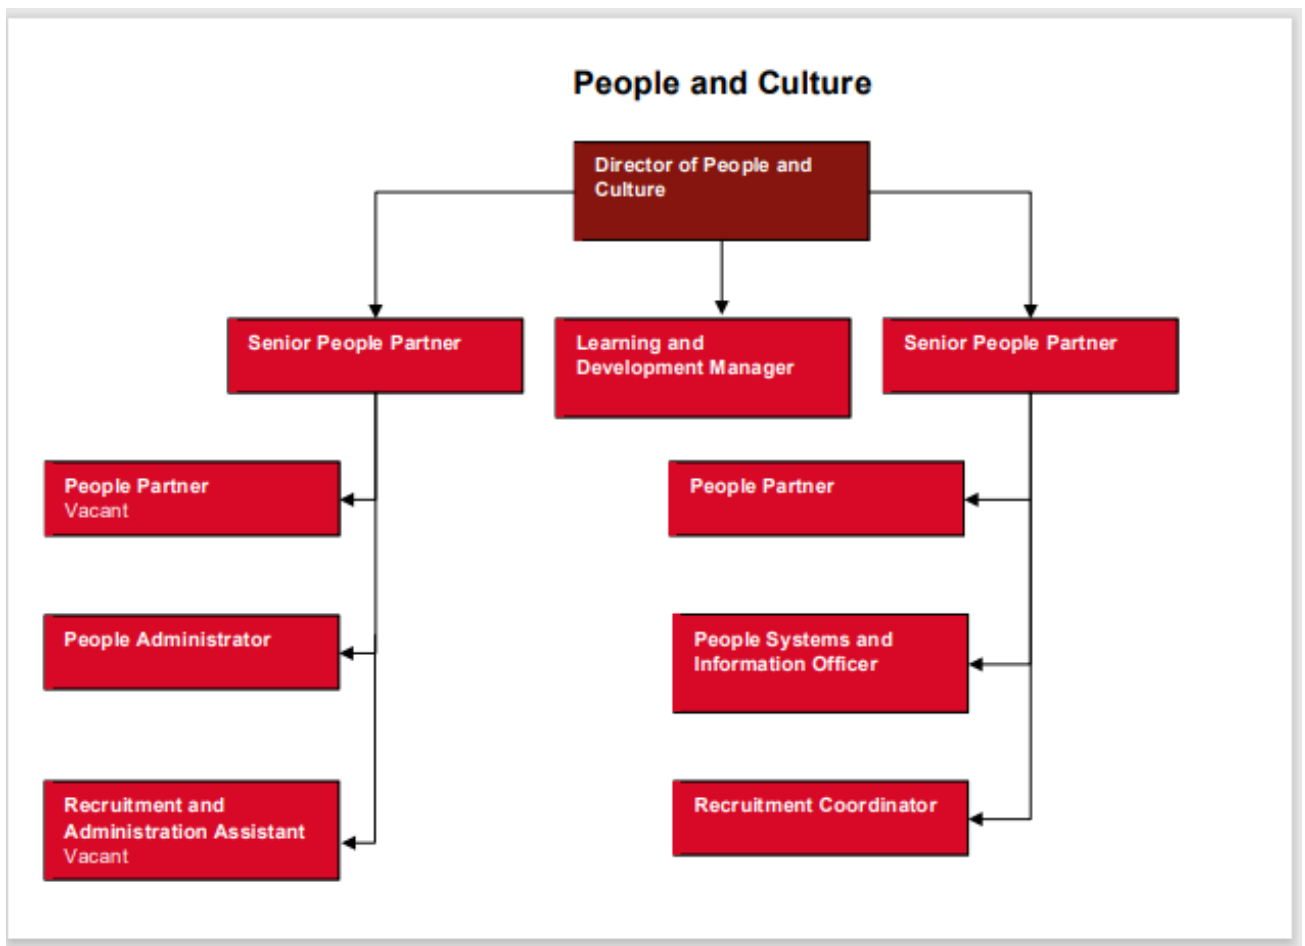 People and Culture
Director of People and
Culture
Senior People Partner
Learning and
Development Manager
Senior People Partner
People Partner
Vacant
People Partner
People Administrator
People Systems and
Information Officer
Recruitment and
Administration Assistant
Vacant
Recruitment Coordinator